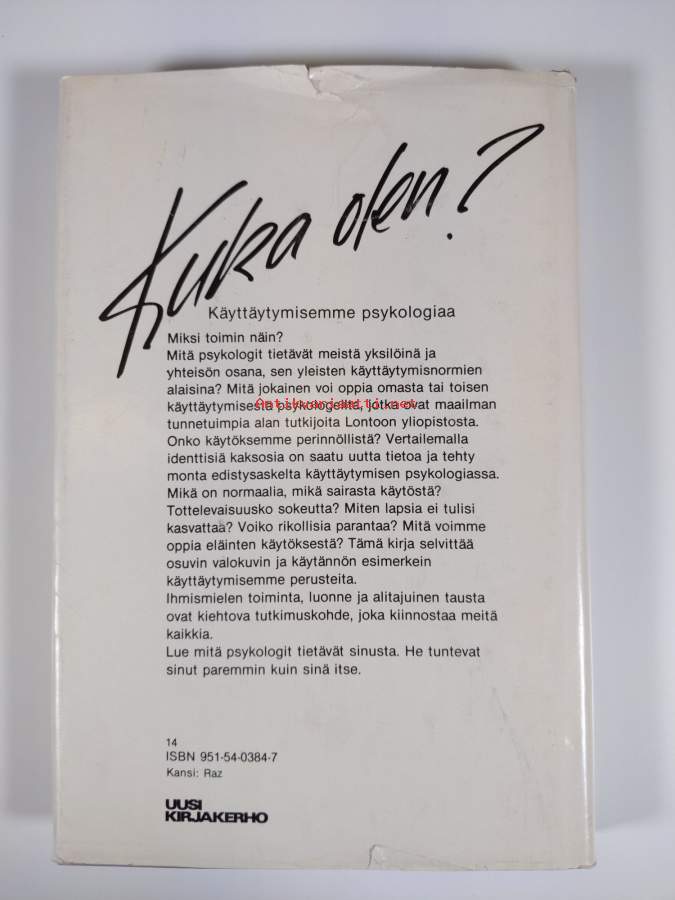 Kuka olen?
Käyttäytymisemme psykologiaa
Miksi toimin näin?
Mitä psykologit tietävät meistä yksilöinä ja
yhteisön osana, sen yleisten käyttäytymisnormien
alaisina? Mitä jokainen voi oppia omasta tai toisen
Antikvariaatti.net
käyttäytymisestä psykologeilta, jotka ovat maailman
tunnetuimpia alan tutkijoita Lontoon yliopistosta.
Onko käytöksemme perinnöllistä? Vertailemalla
identtisiä kaksosia on saatu uutta tietoa ja tehty
monta edistysaskelta käyttäytymisen psykologiassa.
Mikä on normaalia, mikä sairasta käytöstä?
Tottelevaisuusko sokeutta? Miten lapsia ei tulisi
kasvattaa? Voiko rikollisia parantaa? Mitä voimme
oppia eläinten käytöksestä? Tämä kirja selvittää
osuvin valokuvin ja käytännön esimerkein
käyttäytymisemme perusteita.
Ihmismielen toiminta, luonne ja alitajuinen tausta
ovat kiehtova tutkimuskohde, joka kiinnostaa meitä
kaikkia.
Lue mitä psykologit tietävät sinusta. He tuntevat
sinut paremmin kuin sinä itse.
14
ISBN 951-54-0384-7
Kansi: Raz
UUSI
KIRJAKERHO